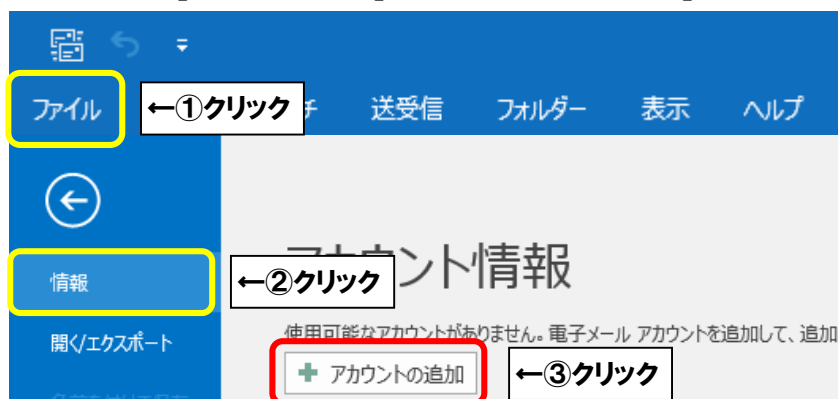 ファイル ←①クリック 送受信 フォルダー 表示 ヘルプ
情報 ←②クリック
アカウント情報
使用可能なアカウントがありません。電子メール アカウントを追加して、追加
開く/エクスポート
＋ アカウントの追加 ←③クリック